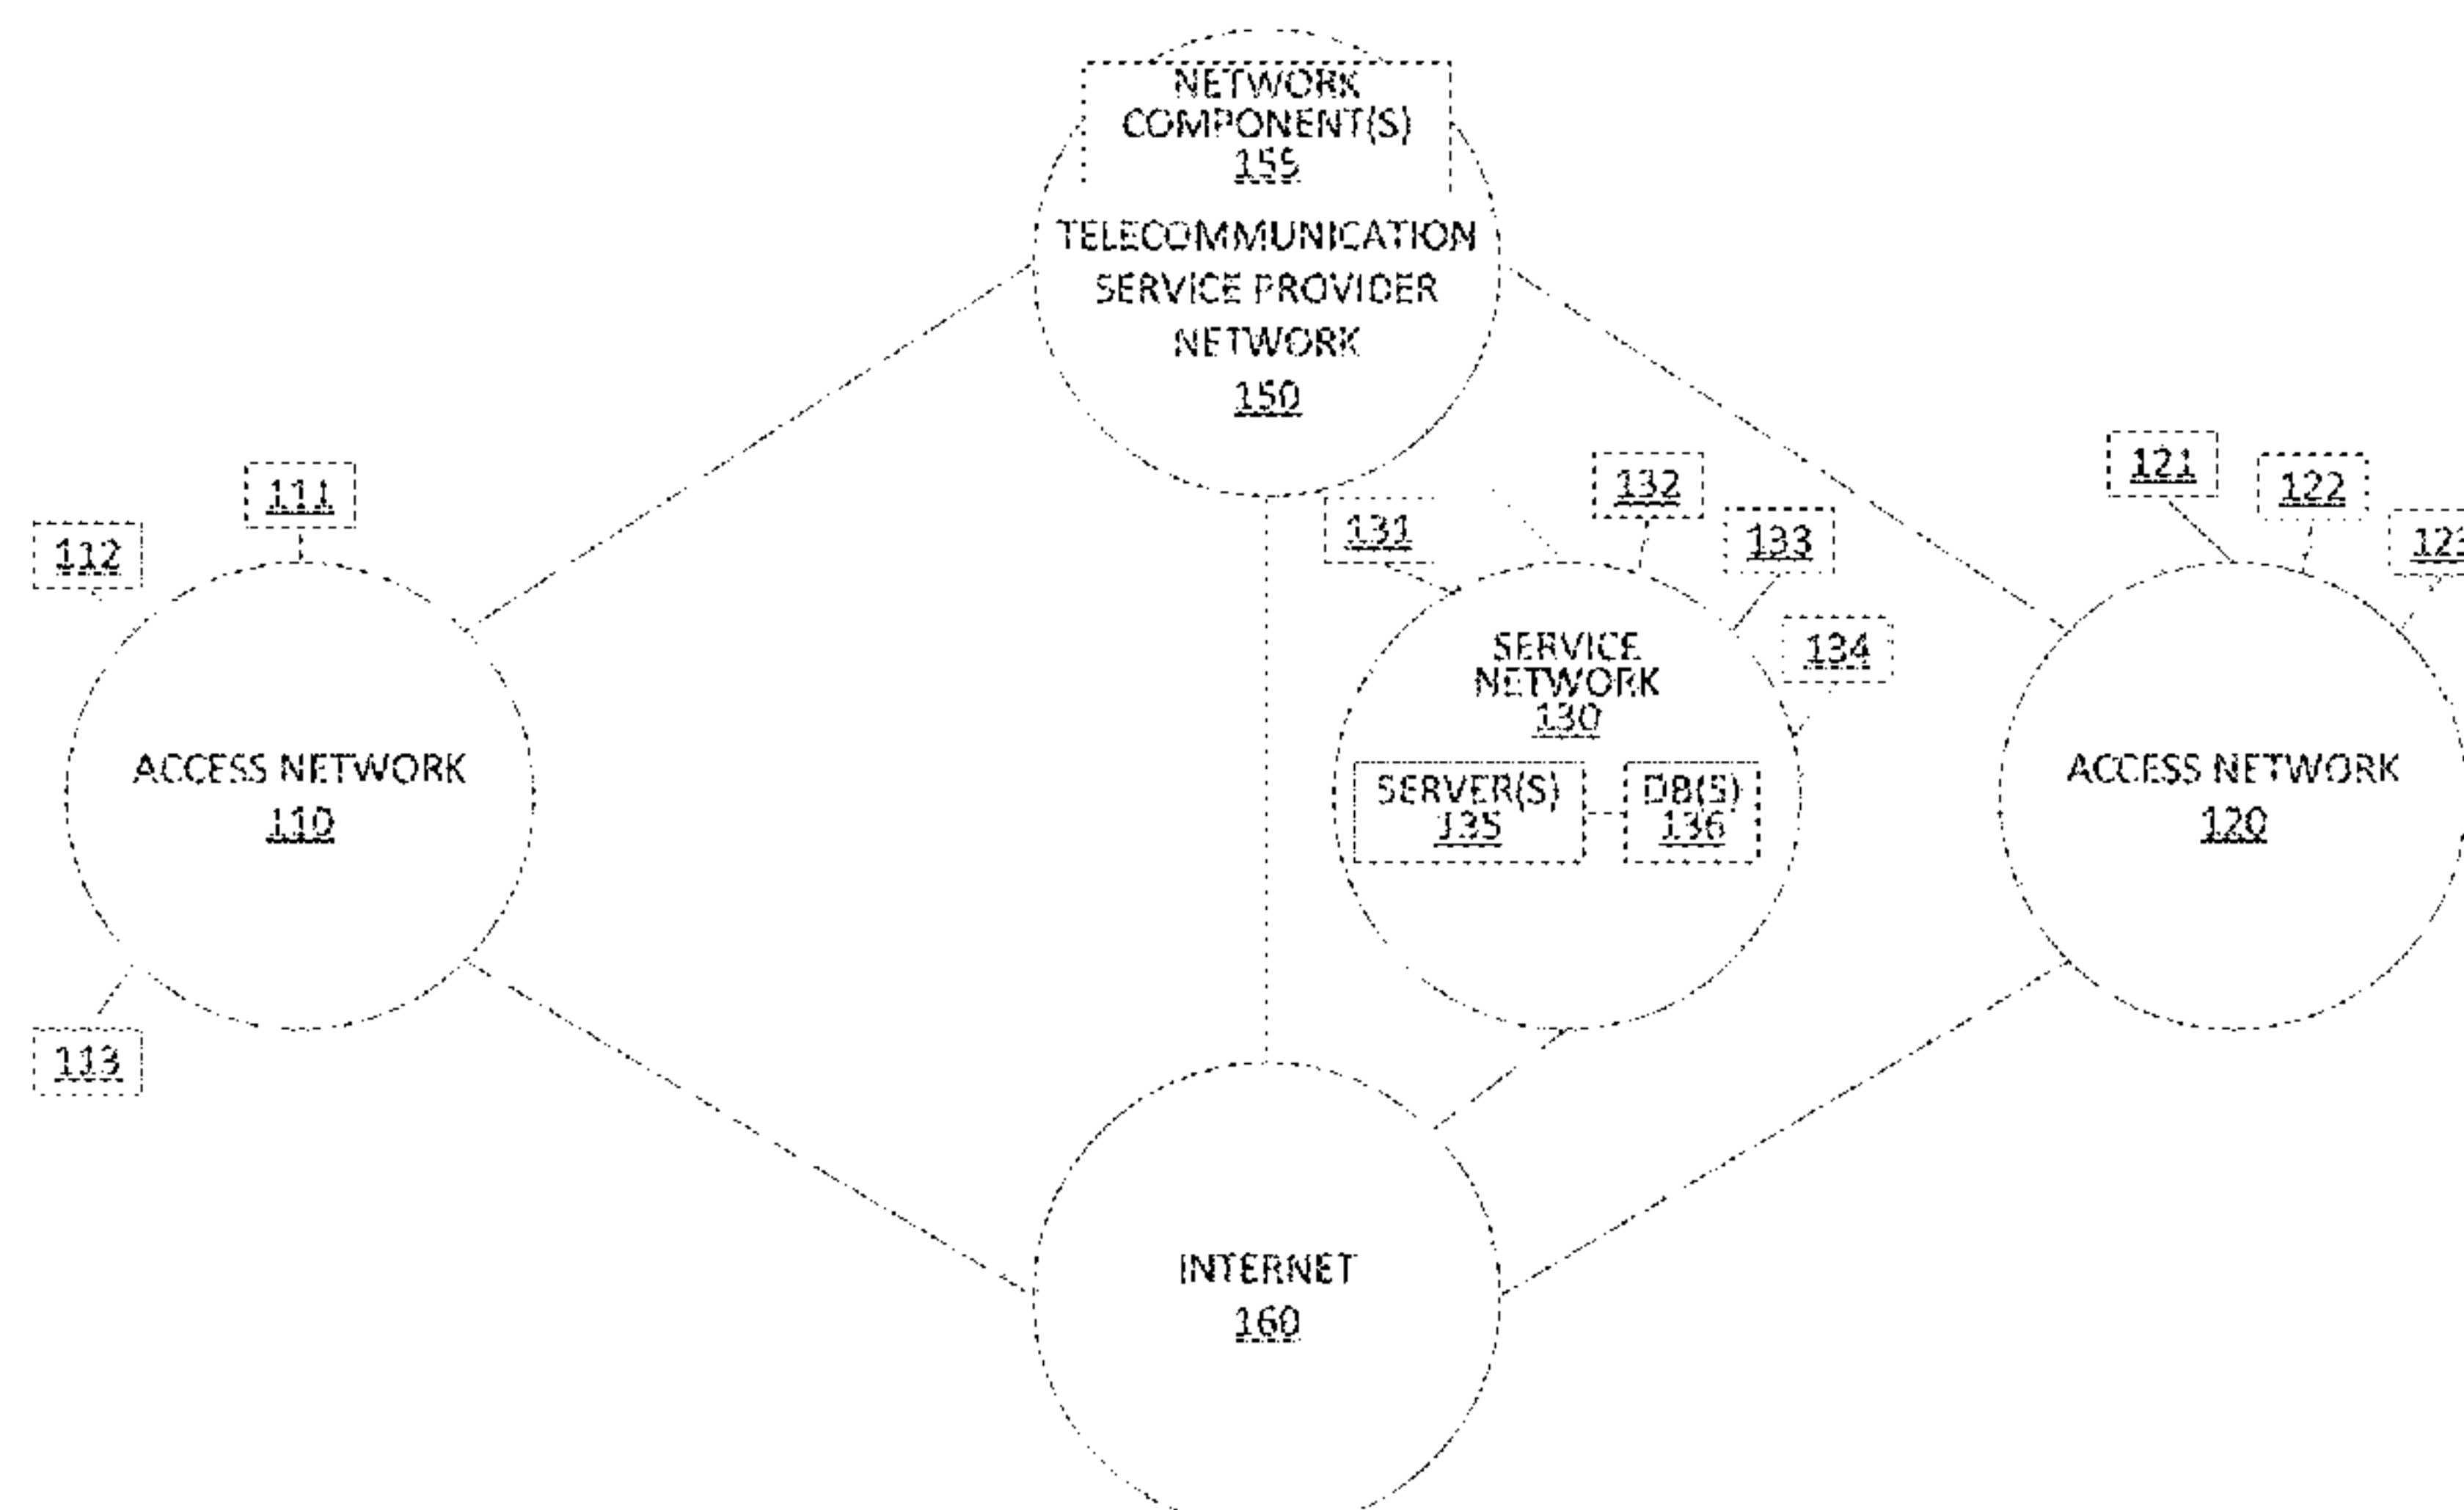 NETWORK
COMPONENT(S)
155
TELECOMMUNICATION
SERVICE PROVIDER
NETWORK
150
111
112
131
132
133
134
121
122
SERVICE
NETWORK
130
SERVER(S)
135
DB(S)
136
ACCESS NETWORK
110
ACCESS NETWORK
120
113
INTERNET
160